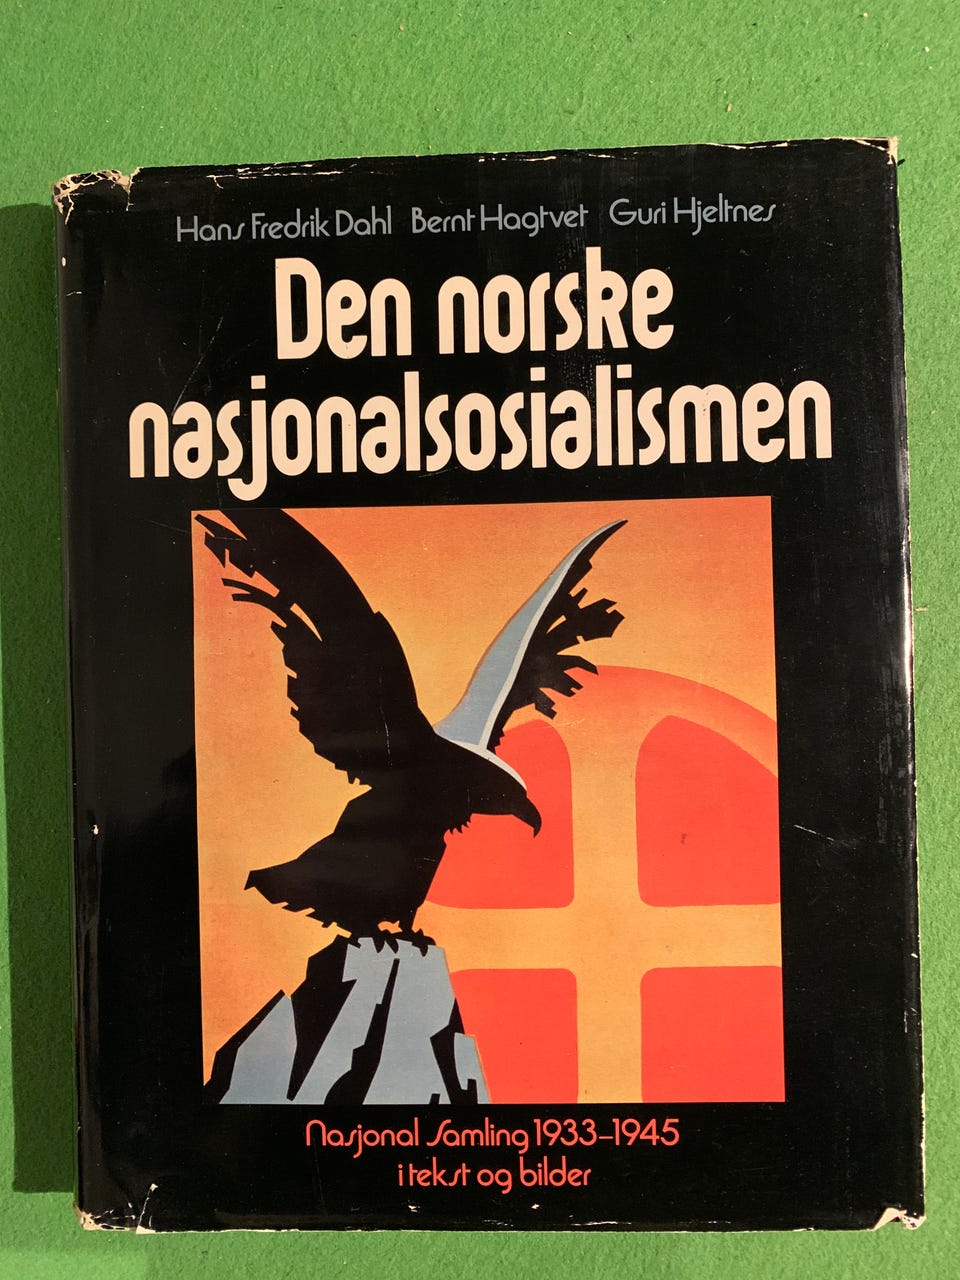 Hans Fredrik Dahl Bernt Hagtvet Guri Hjeltnes
Den norske
nasjonalsosialismen
Nasjonal Samling 1933–1945
i tekst og bilder